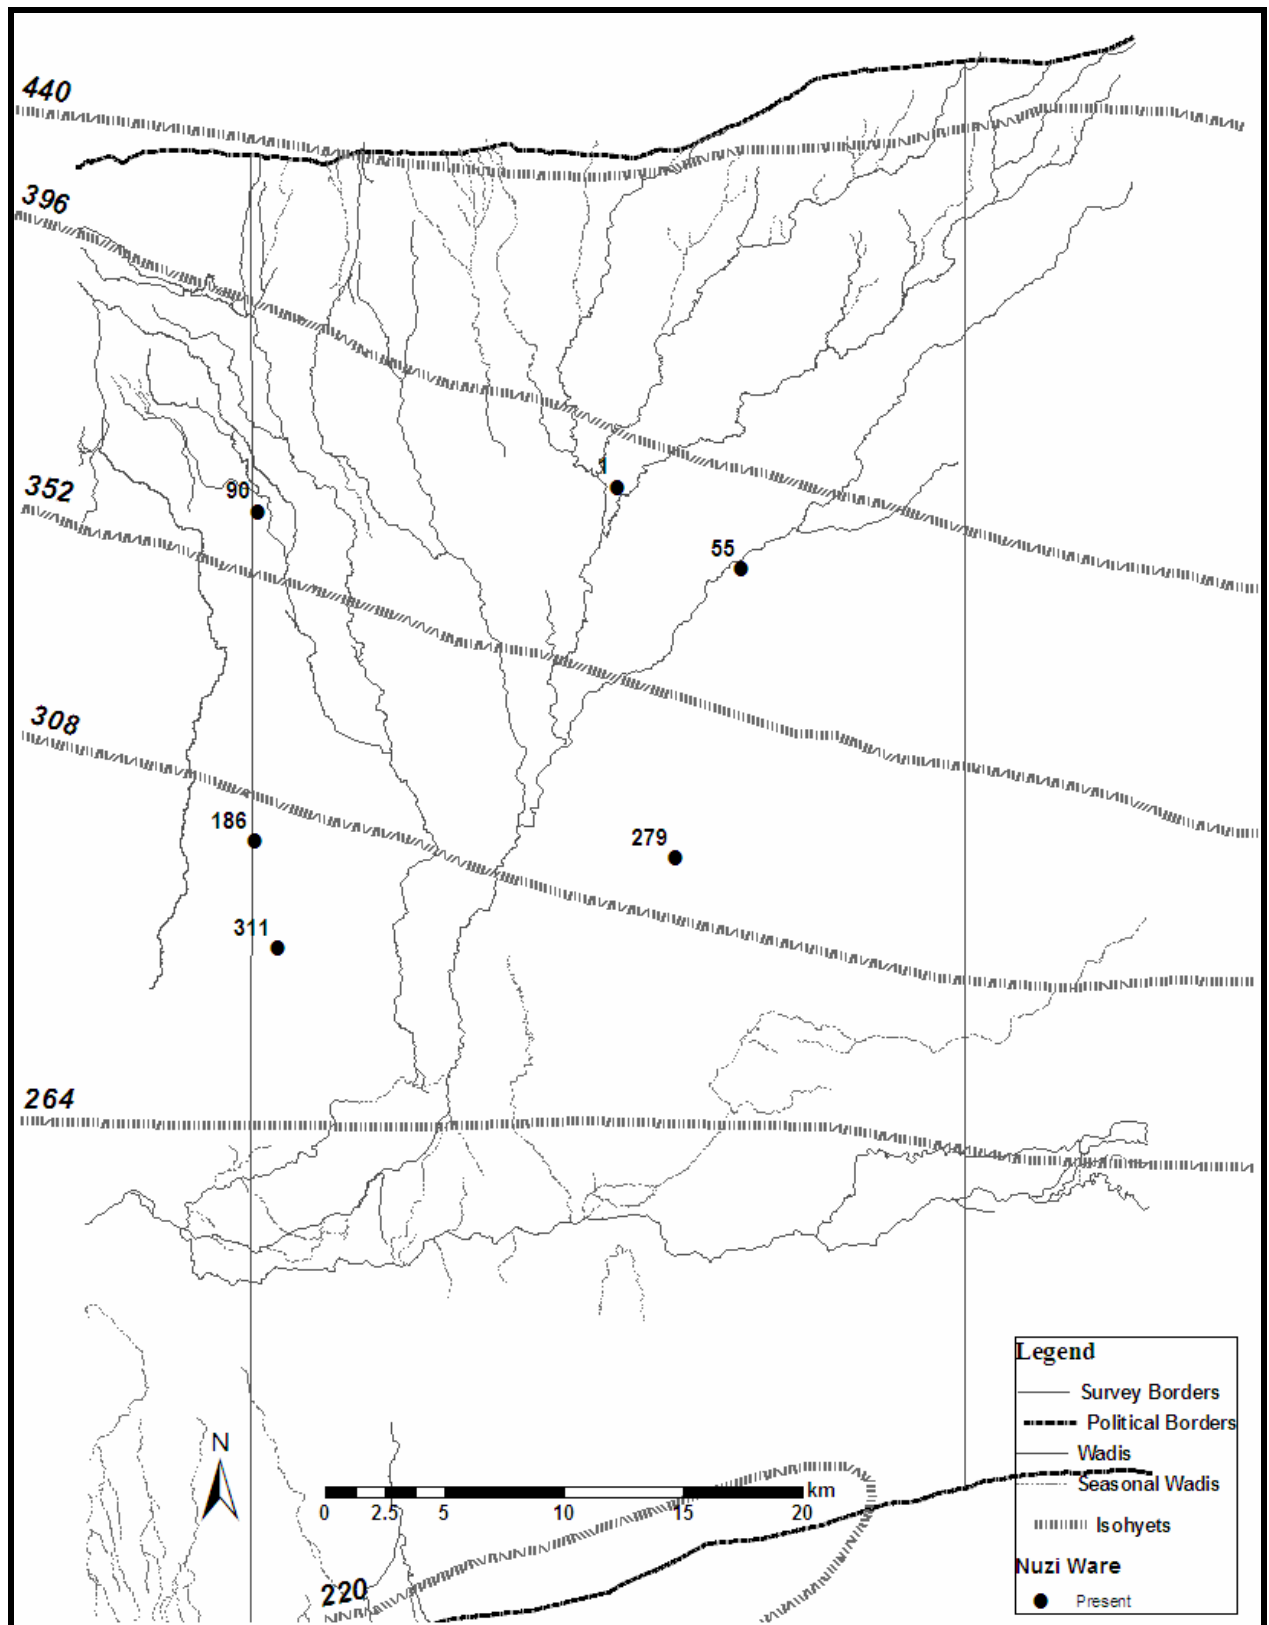 440
396
352
90
1
55
308
186
279
311
264
Legend
Survey Borders
Political Borders
Wadis
Seasonal Wadis
Isohyets
Nuzi Ware
Present
N
km
0 2.5 5 10 15 20
220